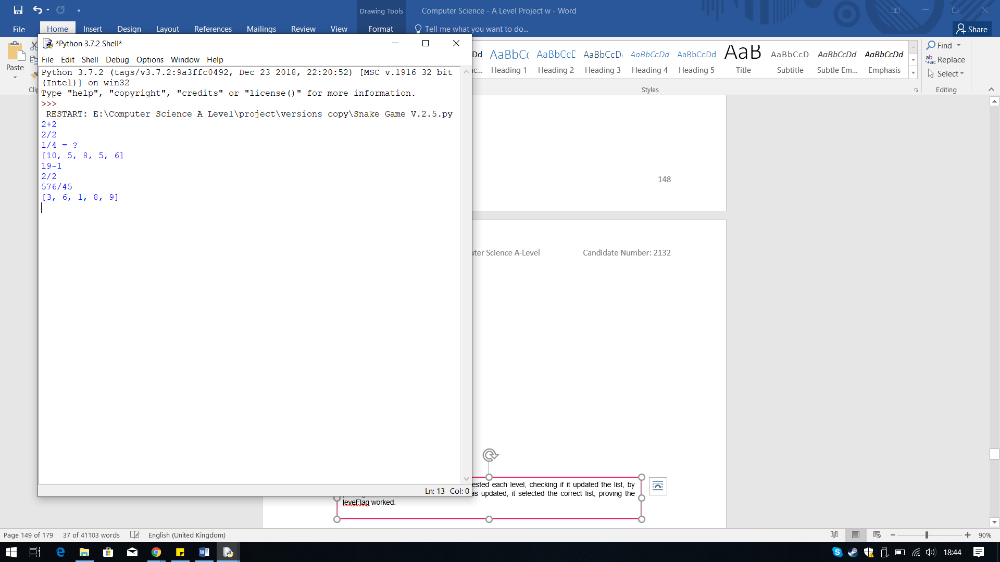 Drawing Tools
Computer Science - A Level Project w - Word
File Home Insert Design Layout References Mailings Review View Format Tell me what you want to do... Share
*Python 3.7.2 Shell*
File Edit Shell Debug Options Window Help
Python 3.7.2 (tags/v3.7.2:9a3ffc0492, Dec 23 2018, 22:20:52) [MSC v.1916 32 bit
(Intel)] on win32
Type "help", "copyright", "credits" or "license()" for more information.
>>>
RESTART: E:\Computer Science A Level\project\versions copy\Snake Game V.2.5.py
2+2
2/2
1/4 = ?
[10, 5, 8, 5, 6]
19-1
2/2
576/45
[3, 6, 1, 8, 9]
Ln: 13 Col: 0
Paste
Clip
Dd AaBbCc AaBbCcD AaBbCcDc AaBbCcDd AaBbCcDd AaB AaBbCcD AaBbCcDd AaBbCcDd
ac... Heading 1 Heading 2 Heading 3 Heading 4 Heading 5 Title Subtitle Subtle Em... Emphasis
Styles
Find
Replace
Select
Editing
148
uter Science A-Level Candidate Number: 2132
ested each level, checking if it updated the list, by
as updated, it selected the correct list, proving the
leveFlag worked.
Page 149 of 179 37 of 41103 words English (United Kingdom) 90%
18:44